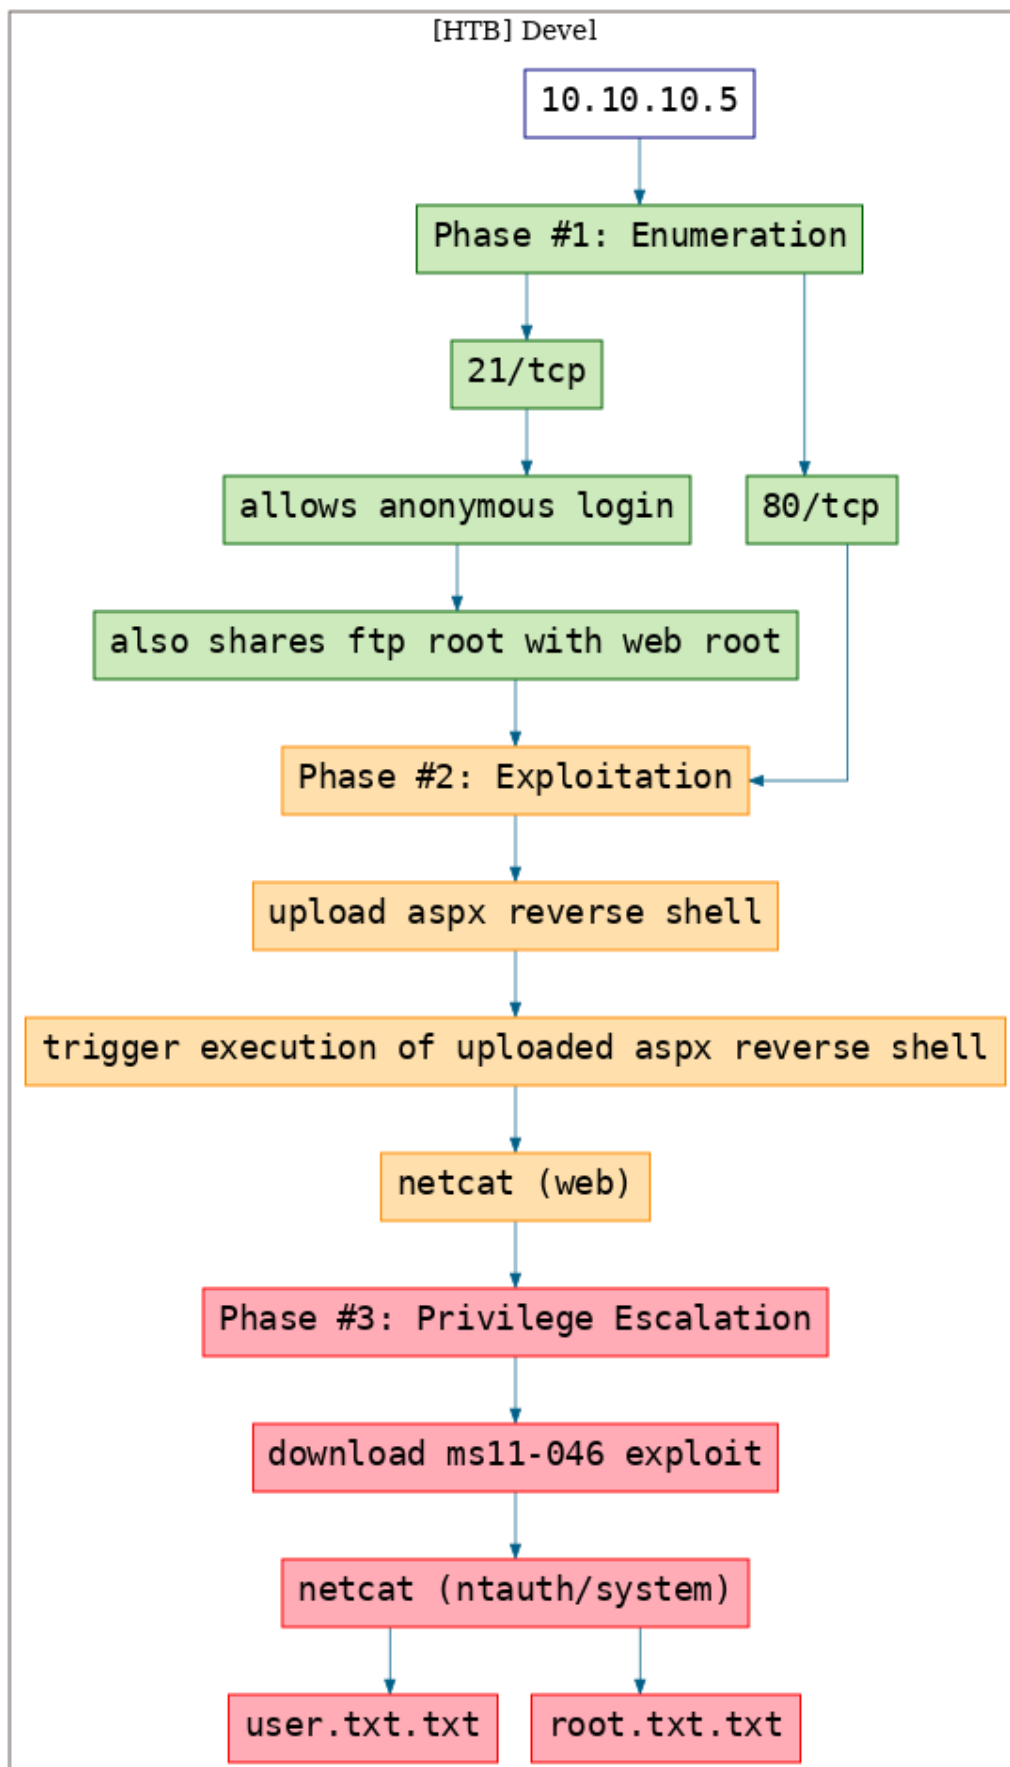 [HTB] Devel
10.10.10.5
Phase #1: Enumeration
21/tcp
allows anonymous login
80/tcp
also shares ftp root with web root
Phase #2: Exploitation
upload aspx reverse shell
trigger execution of uploaded aspx reverse shell
netcat (web)
Phase #3: Privilege Escalation
download ms11-046 exploit
netcat (ntauth/system)
user.txt.txt
root.txt.txt